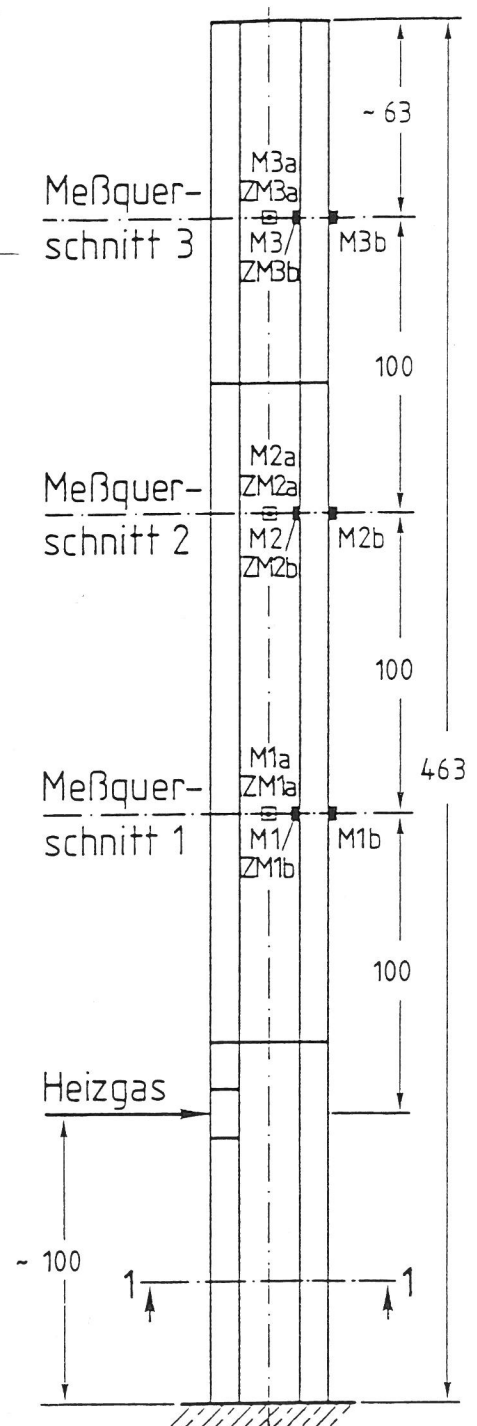 ~ 63
M3a
Meßquer-
ZM3a
schnitt 3
M3
M3b
ZM3b
100
M2a
Meßquer-
ZM2a
schnitt 2
M2
M2b
ZM2b
100
463
M1a
Meßquer-
ZM1a
schnitt 1
M1
M1b
ZM1b
100
Heizgas
~ 100
1
1